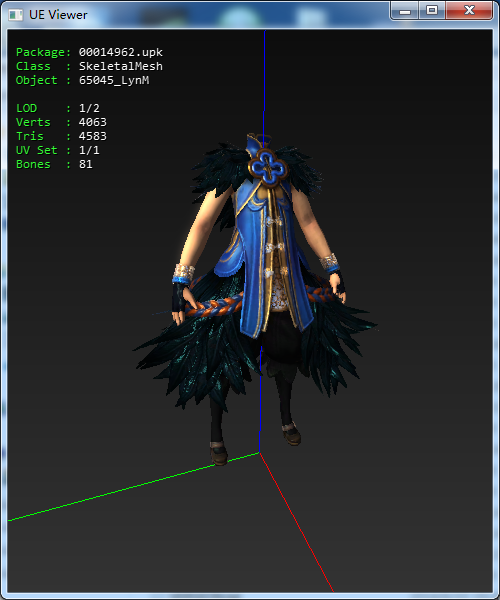 UE Viewer
Package: 00014962.upk
Class : SkeletalMesh
Object : 65045_LynM
LOD : 1/2
Verts : 4063
Tris : 4583
UV Set : 1/1
Bones : 81